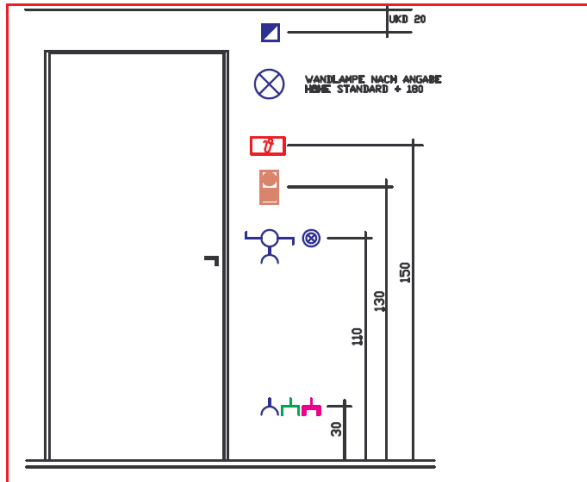 UKD 20
WANDLAMPE NACH ANGABE
HÖHE STANDARD + 180
ϑ
150
130
110
30